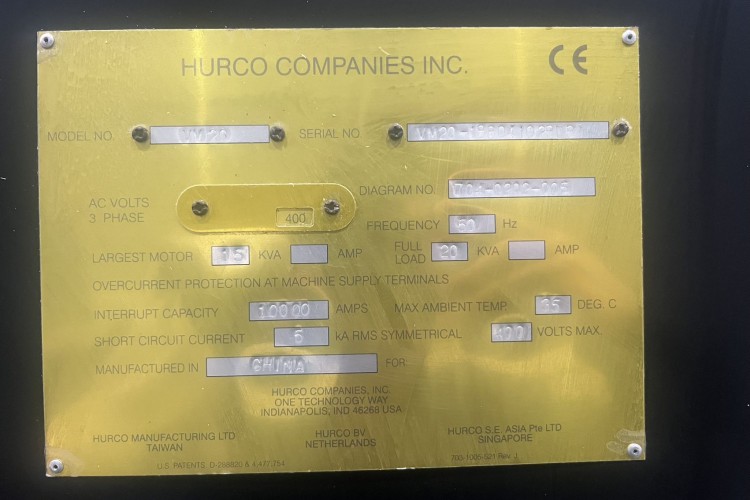 HURCO COMPANIES INC. CE
MODEL NO. VM20 SERIAL NO.
DIAGRAM NO.
AC VOLTS
3 PHASE 400
FREQUENCY 50 Hz
LARGEST MOTOR 15 KVA AMP FULL LOAD 20 KVA AMP
OVERCURRENT PROTECTION AT MACHINE SUPPLY TERMINALS
INTERRUPT CAPACITY 10000 AMPS MAX AMBIENT TEMP. 35 DEG. C
SHORT CIRCUIT CURRENT 5 kA RMS SYMMETRICAL 400 VOLTS MAX.
MANUFACTURED IN CHINA FOR:
HURCO COMPANIES, INC
ONE TECHNOLOGY WAY
INDIANAPOLIS, IND 46268 USA
HURCO MANUFACTURING LTD
TAIWAN
HURCO BV
NETHERLANDS
HURCO S.E. ASIA Pte LTD
SINGAPORE
U.S. PATENTS
Rev. J